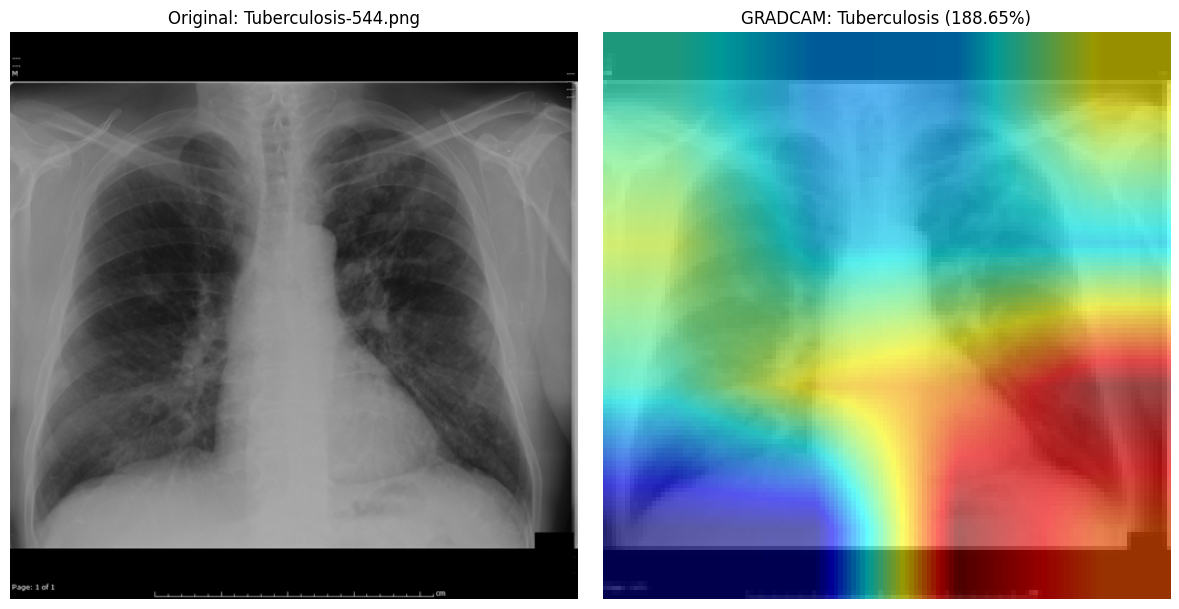 Original: Tuberculosis-544.png
GRADCAM: Tuberculosis (188.65%)
M
Page: 1 of 1
cm